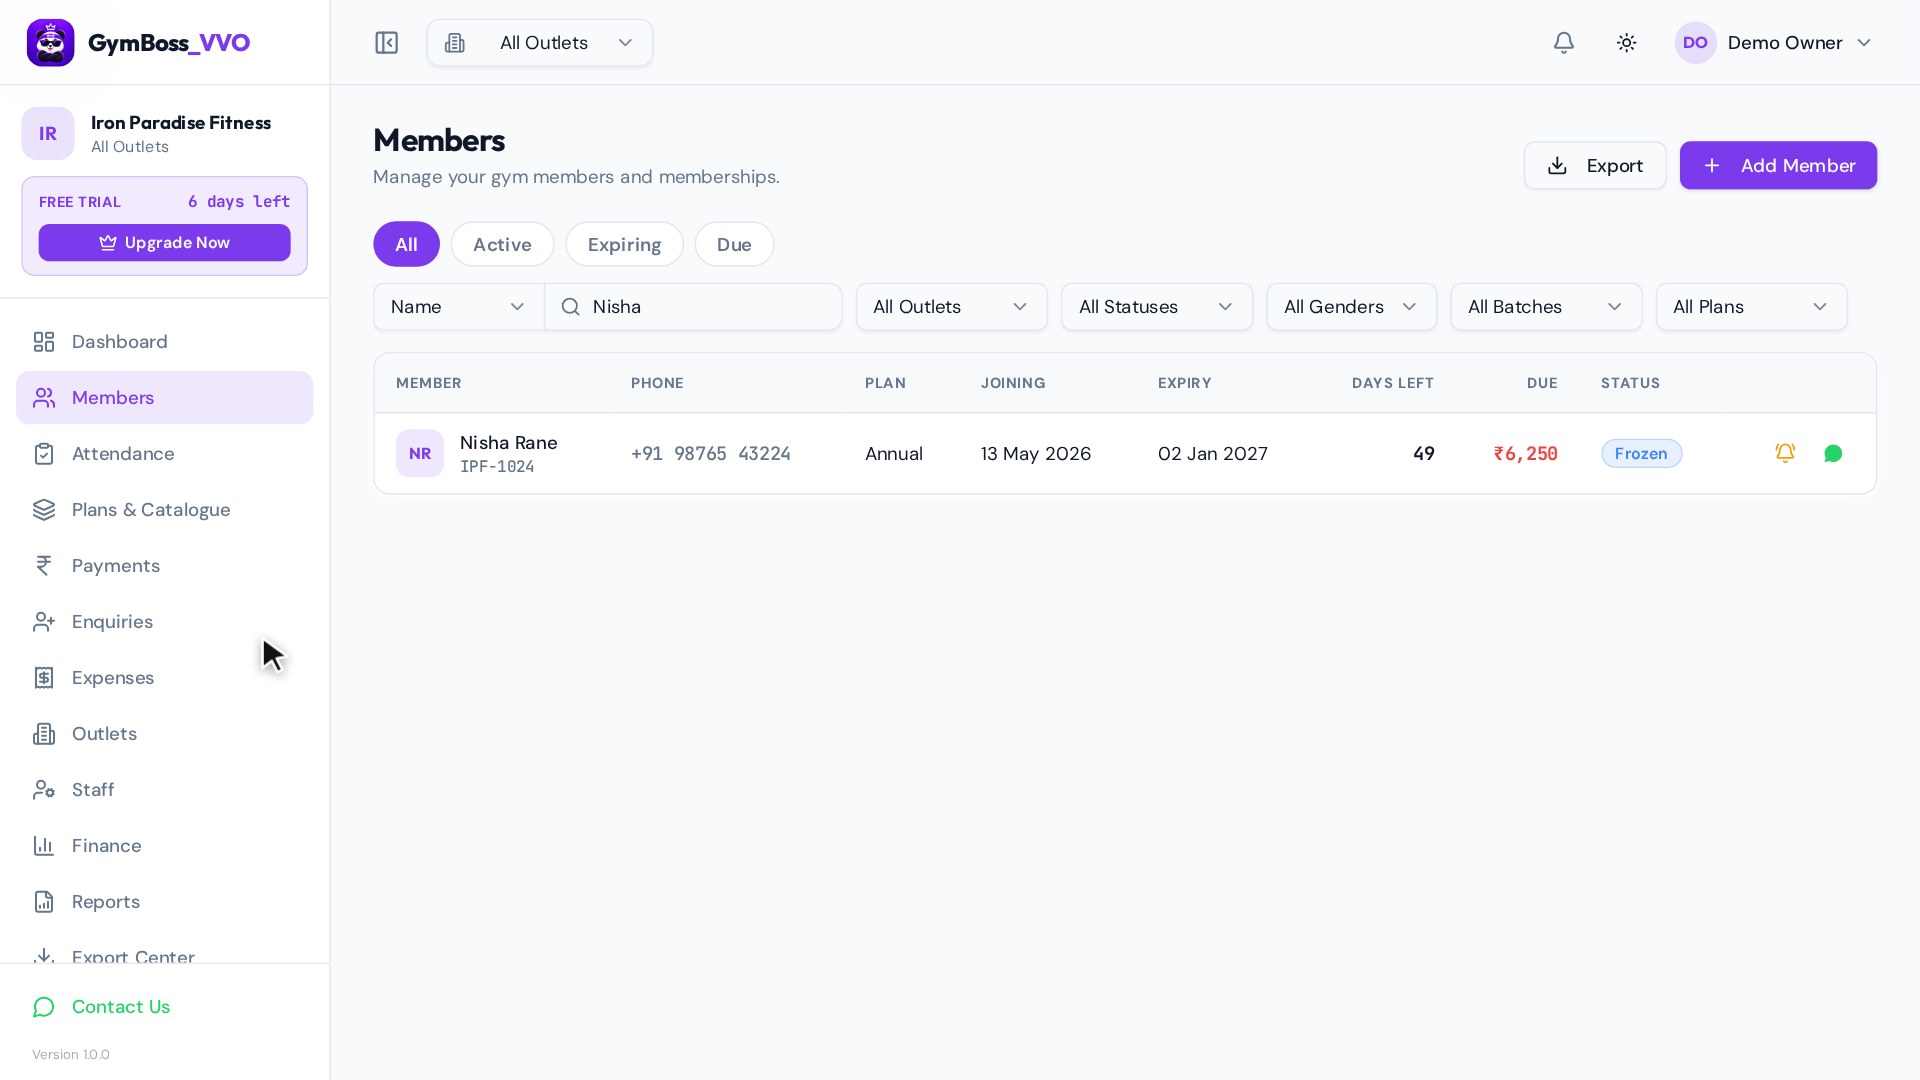 GymBoss_VVO
All Outlets
DO Demo Owner
IR
Iron Paradise Fitness
All Outlets
FREE TRIAL 6 days left
Upgrade Now
Dashboard
Members
Attendance
Plans & Catalogue
Payments
Enquiries
Expenses
Outlets
Staff
Finance
Reports
Export Center
Contact Us
Version 1.0.0
Members
Manage your gym members and memberships.
Export
Add Member
All Active Expiring Due
Name Nisha All Outlets All Statuses All Genders All Batches All Plans
MEMBER PHONE PLAN JOINING EXPIRY DAYS LEFT DUE STATUS
NR Nisha Rane +91 98765 43224 Annual 13 May 2026 02 Jan 2027 49 ₹6,250 Frozen
IPF-1024